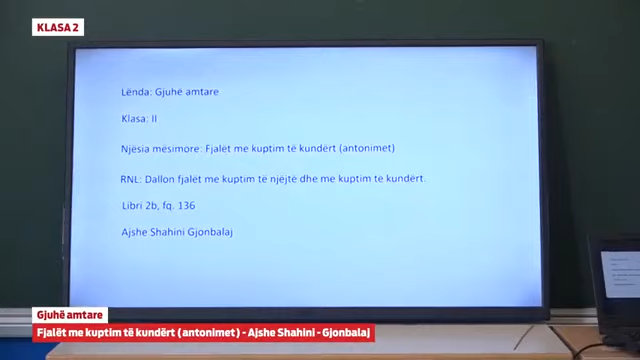 KLASA 2
Lënda: Gjuhë amtare
Klasa: II
Njësia mësimore: Fjalët me kuptim të kundërt (antonimet)
RNL: Dallon fjalët me kuptim të njëjtë dhe me kuptim të kundërt.
Libri 2b, fq. 136
Ajshe Shahini Gjonbalaj
Gjuhë amtare
Fjalët me kuptim të kundërt (antonimet) - Ajshe Shahini - Gjonbalaj